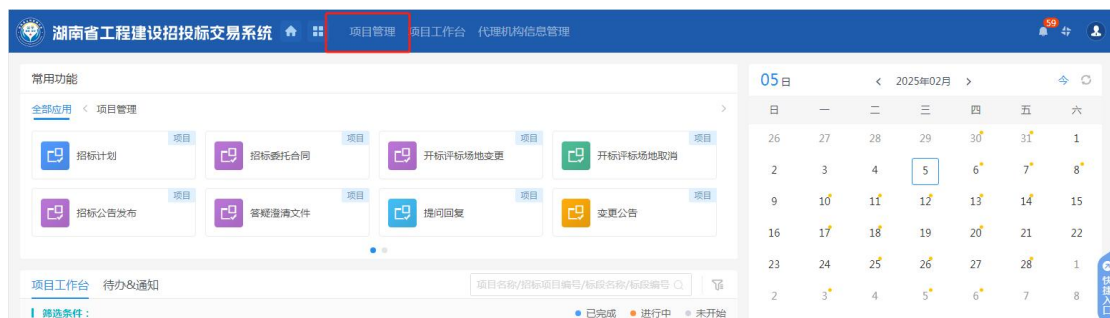 湖南省工程建设招投标交易系统 项目管理 项目工作台 代理机构信息管理 59
常用功能
全部应用 < 项目管理 >
项目 项目 项目 项目
招标计划 招标委托合同 开标评标场地变更 开标评标场地取消
项目 项目 项目 项目
招标公告发布 答疑澄清文件 提问回复 变更公告
项目工作台 待办&通知 项目名称/招标项目编号/标段名称/标段编号
筛选条件： 已完成 进行中 未开始
05日 < 2025年02月 > 今
日 一 二 三 四 五 六
26 27 28 29 30 31 1
2 3 4 5 6 7 8
9 10 11 12 13 14 15
16 17 18 19 20 21 22
23 24 25 26 27 28 1
2 3 4 5 6 7 8
快捷入口